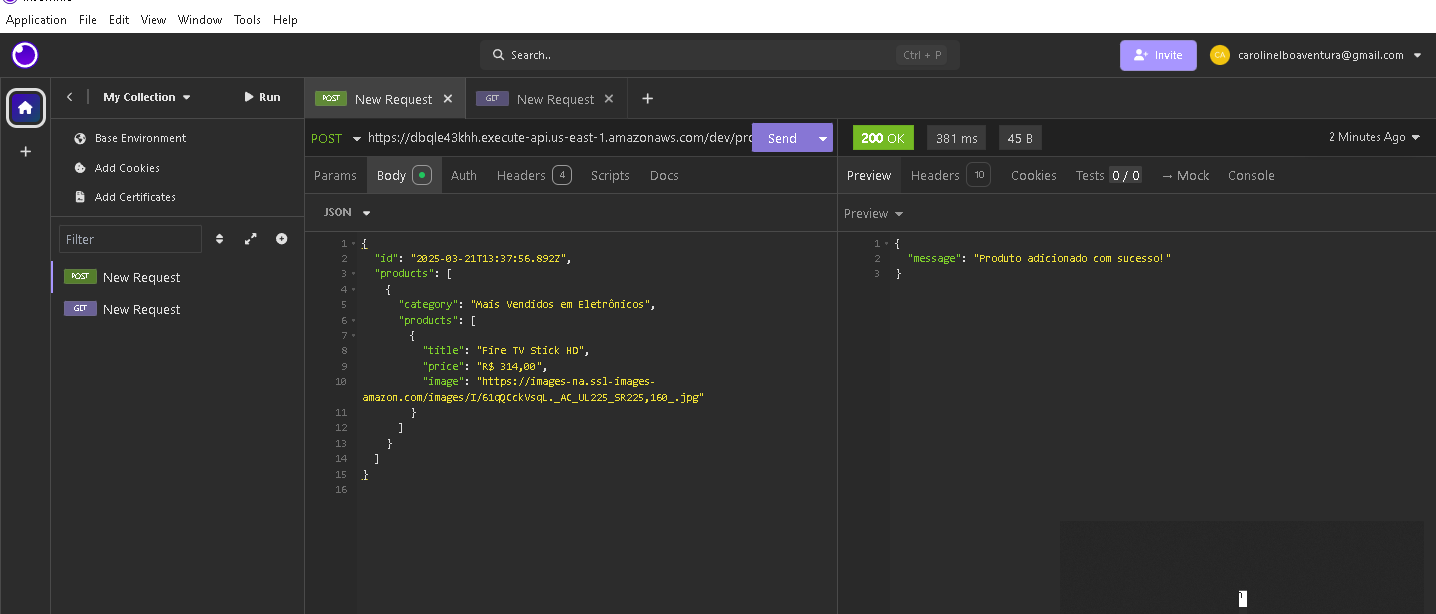 Application File Edit View Window Tools Help
Search.. Ctrl + P
Invite
CA carolinelboaventura@gmail.com
My Collection Run
POST New Request
GET New Request
Base Environment
Add Cookies
Add Certificates
Filter
POST New Request
GET New Request
POST https://dbqle43khh.execute-api.us-east-1.amazonaws.com/dev/prc Send
Params Body Auth Headers 4 Scripts Docs
JSON
1 {
2 "id": "2025-03-21T13:37:56.892Z",
3 "products": [
4 {
5 "category": "Mais Vendidos em Eletrônicos",
6 "products": [
7 {
8 "title": "Fire TV Stick HD",
9 "price": "R$ 314,00",
10 "image": "https://images-na.ssl-images-
amazon.com/images/I/61qQCckVsqL._AC_UL225_SR225,160_.jpg"
11 }
12 ]
13 }
14 ]
15 }
16
200 OK 381 ms 45 B 2 Minutes Ago
Preview Headers 10 Cookies Tests 0 / 0 → Mock Console
Preview
1 {
2 "message": "Produto adicionado com sucesso!"
3 }